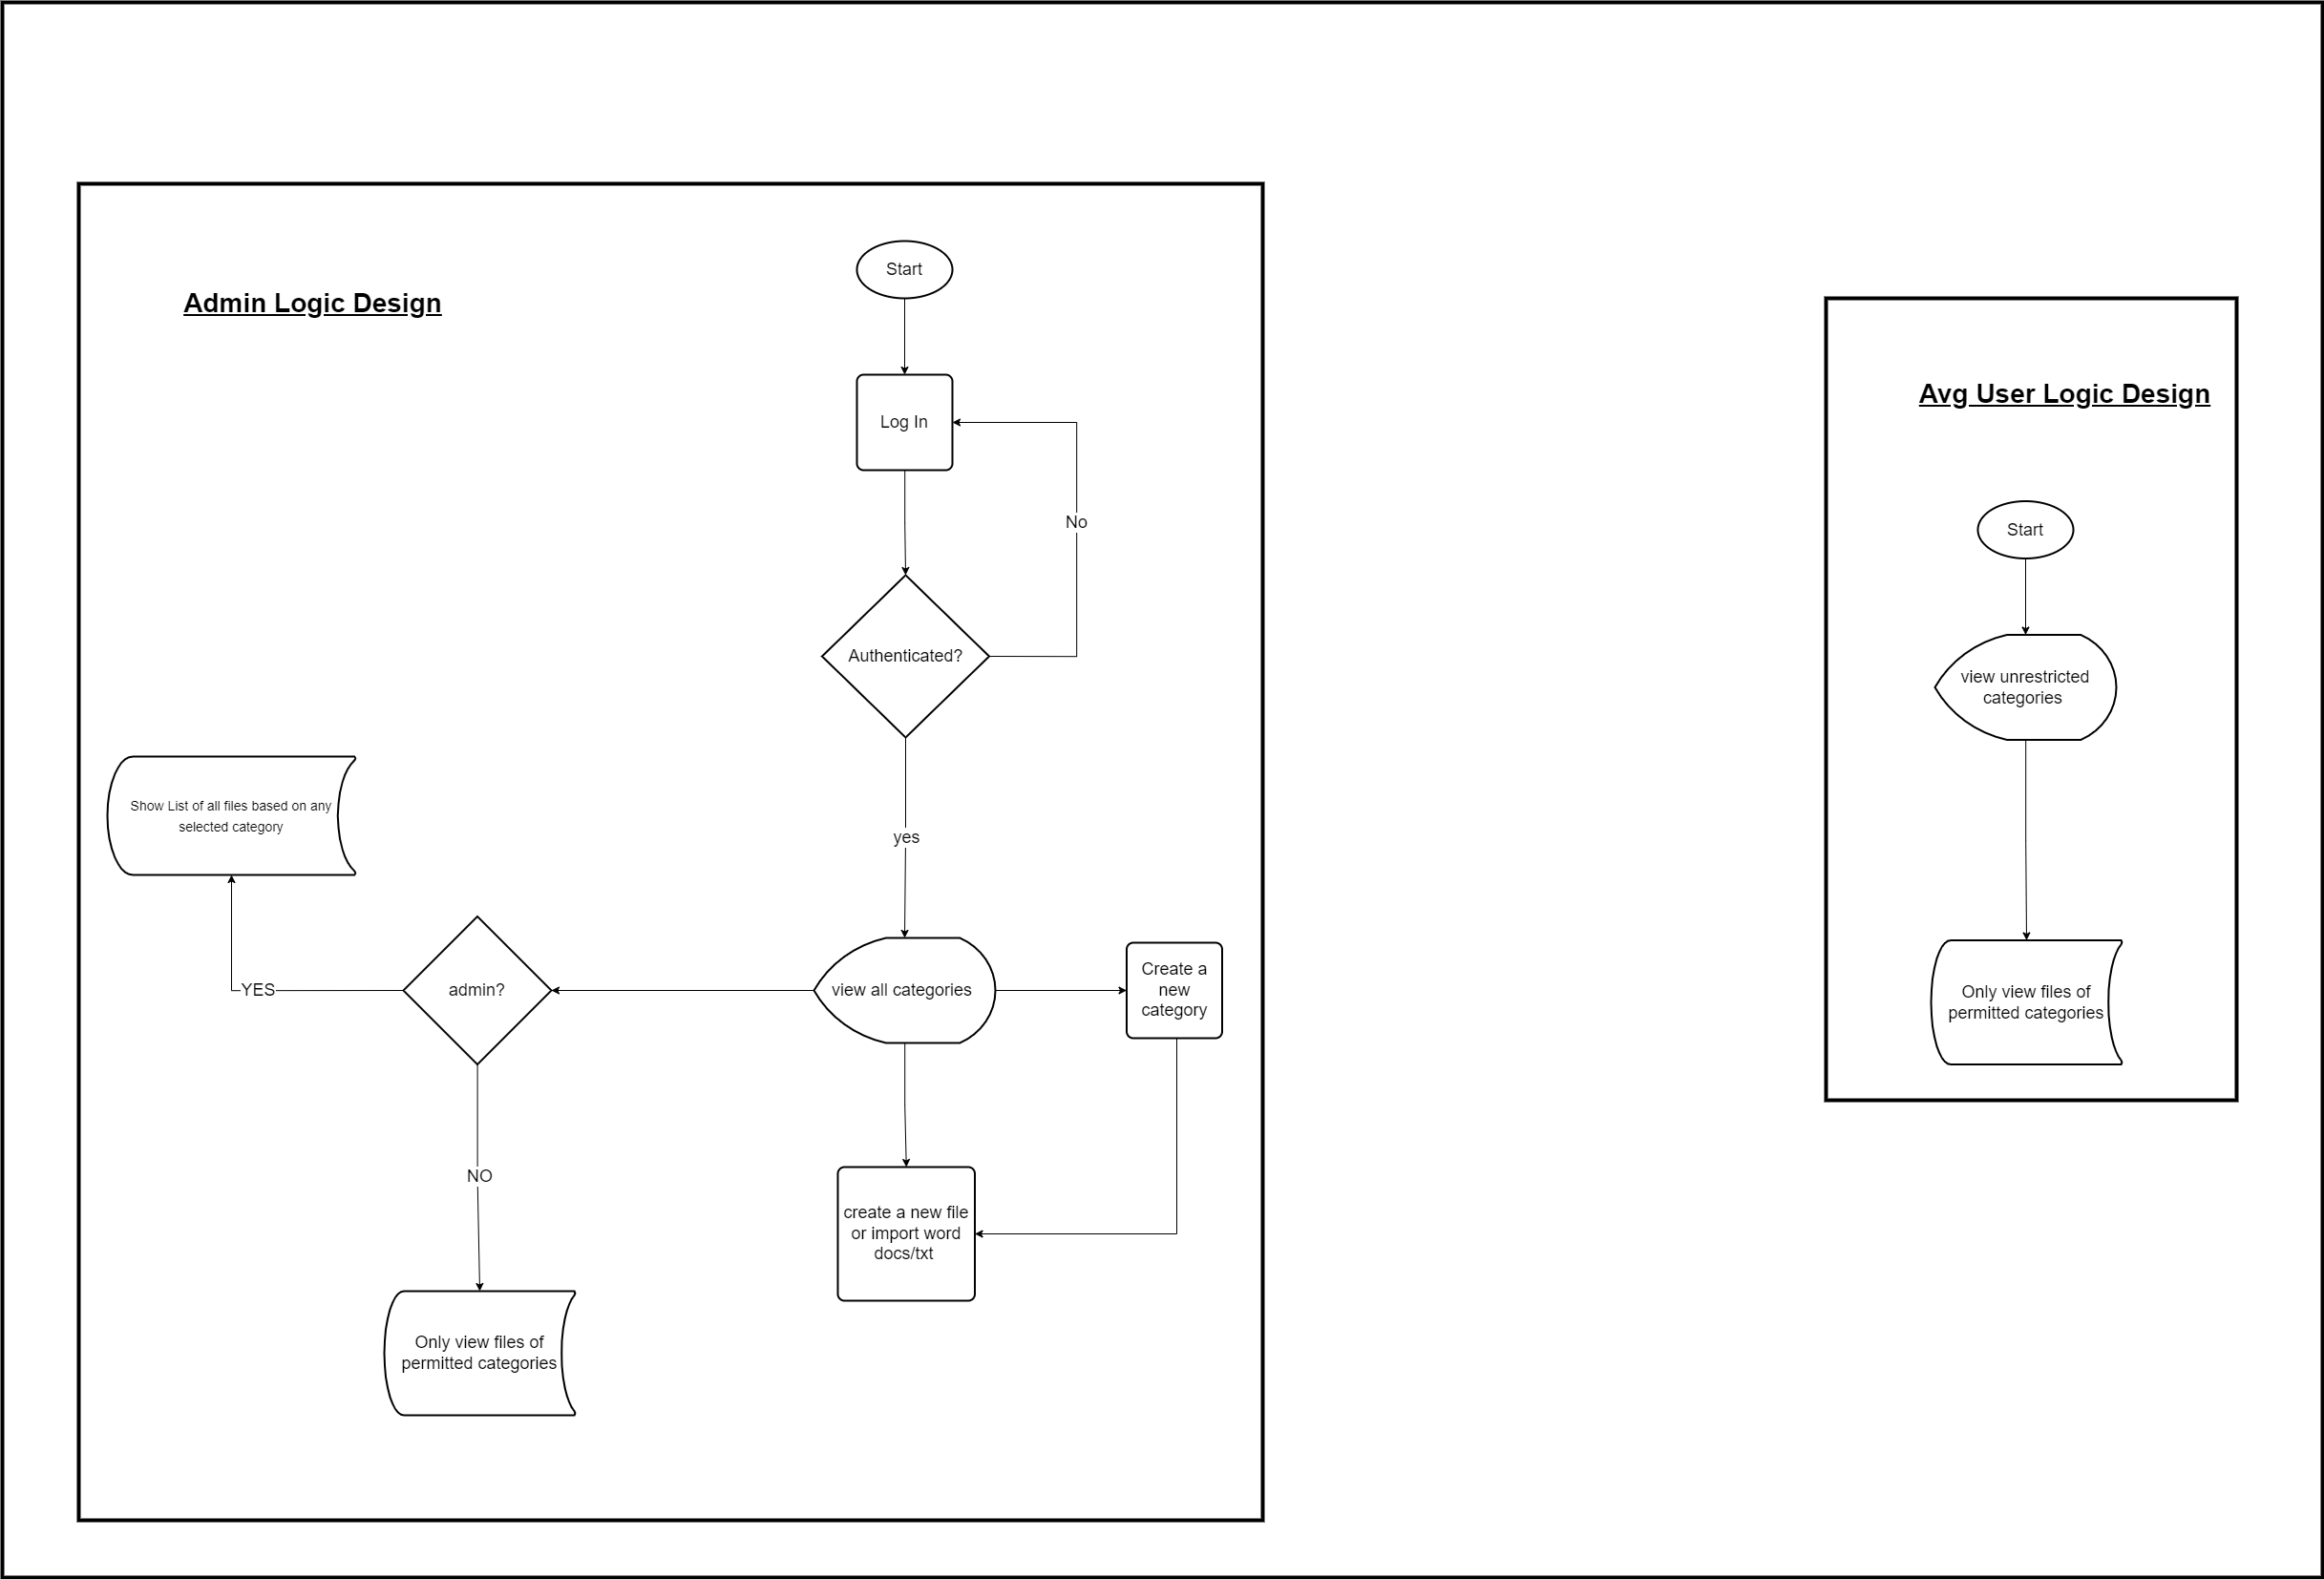 Admin Logic Design
Start
Log In
No
Authenticated?
yes
view all categories
Create a
new
category
create a new file
or import word
docs/txt
admin?
YES
Show List of all files based on any
selected category
NO
Only view files of
permitted categories
Avg User Logic Design
Start
view unrestricted
categories
Only view files of
permitted categories